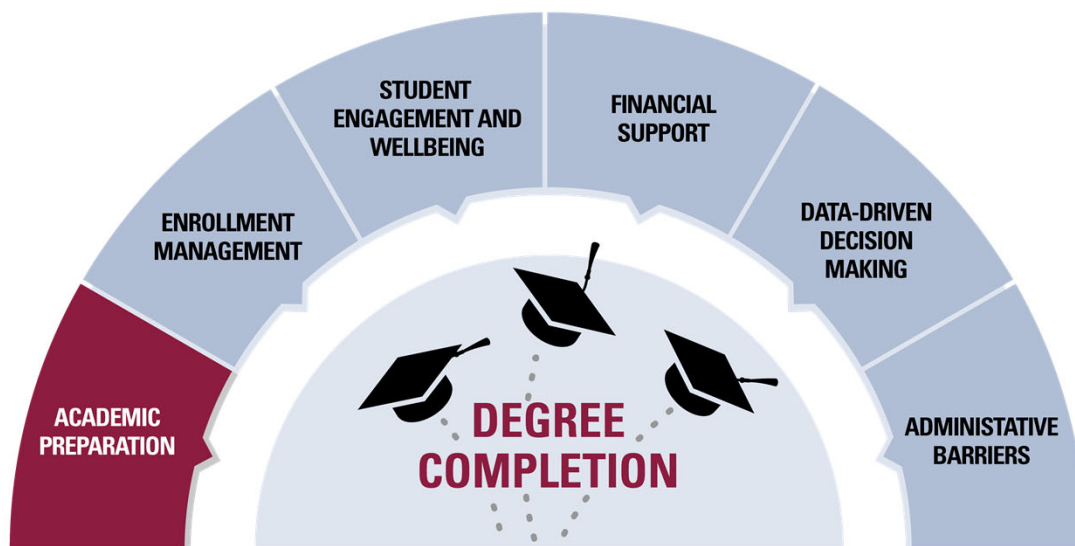 ACADEMIC
PREPARATION
ENROLLMENT
MANAGEMENT
STUDENT
ENGAGEMENT AND
WELLBEING
FINANCIAL
SUPPORT
DATA-DRIVEN
DECISION
MAKING
ADMINISTATIVE
BARRIERS
DEGREE
COMPLETION